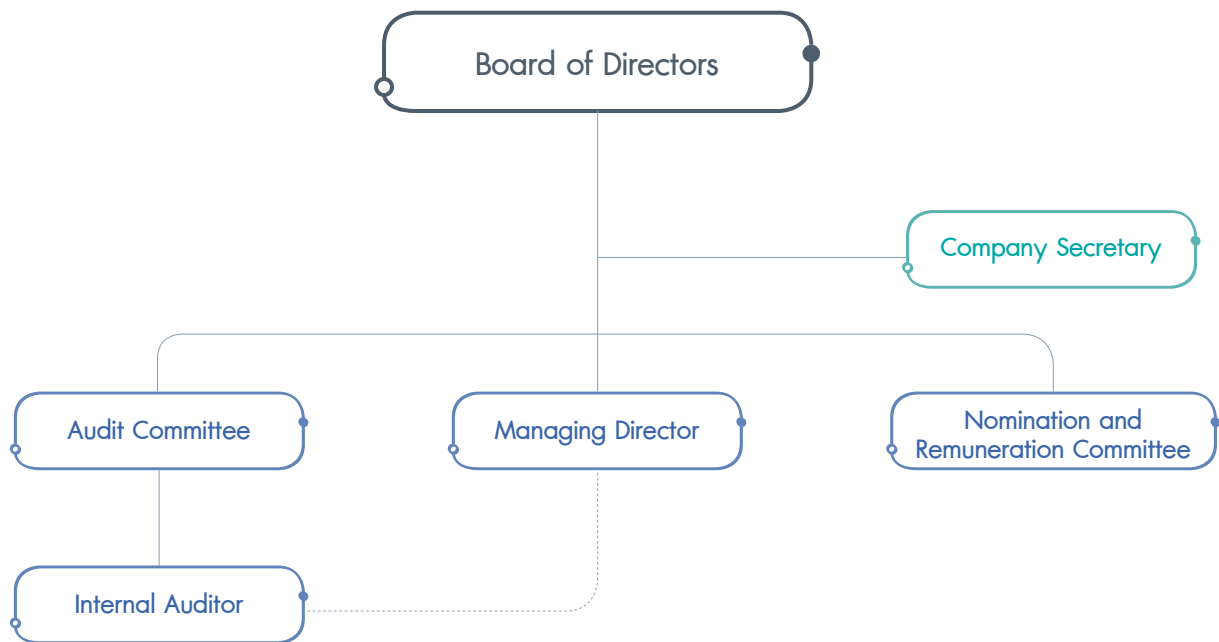 Board of Directors
Company Secretary
Audit Committee
Managing Director
Nomination and
Remuneration Committee
Internal Auditor